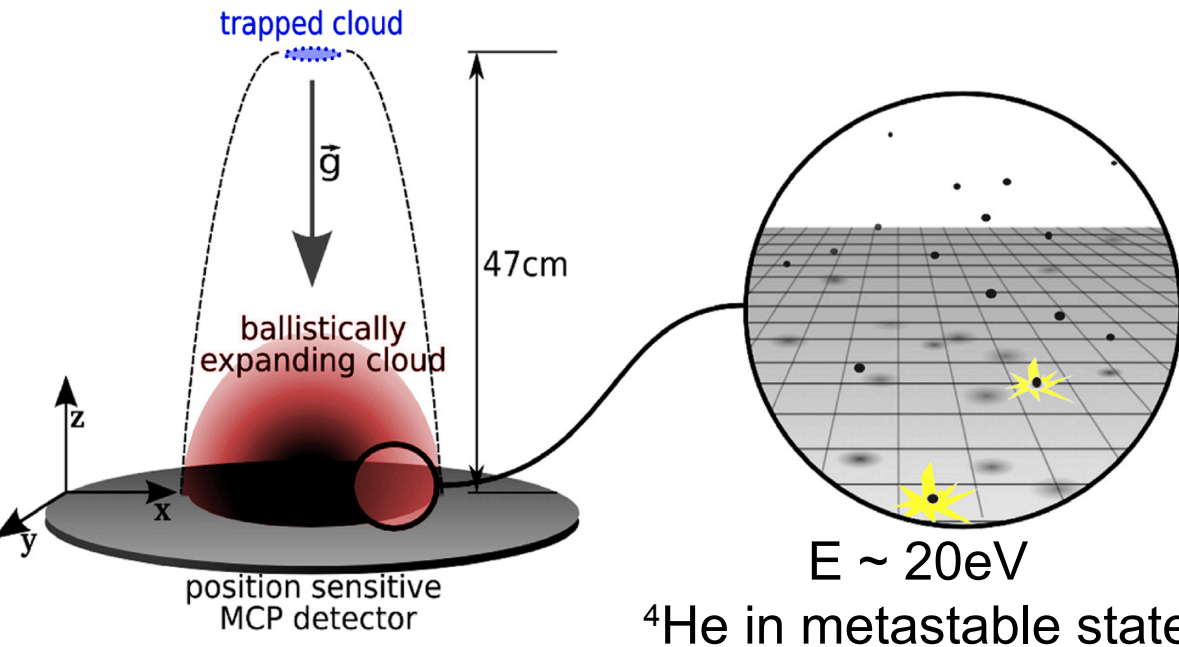 trapped cloud
g
47cm
ballistically
expanding cloud
z
x
y
position sensitive
MCP detector
E ~ 20eV
⁴He in metastable state